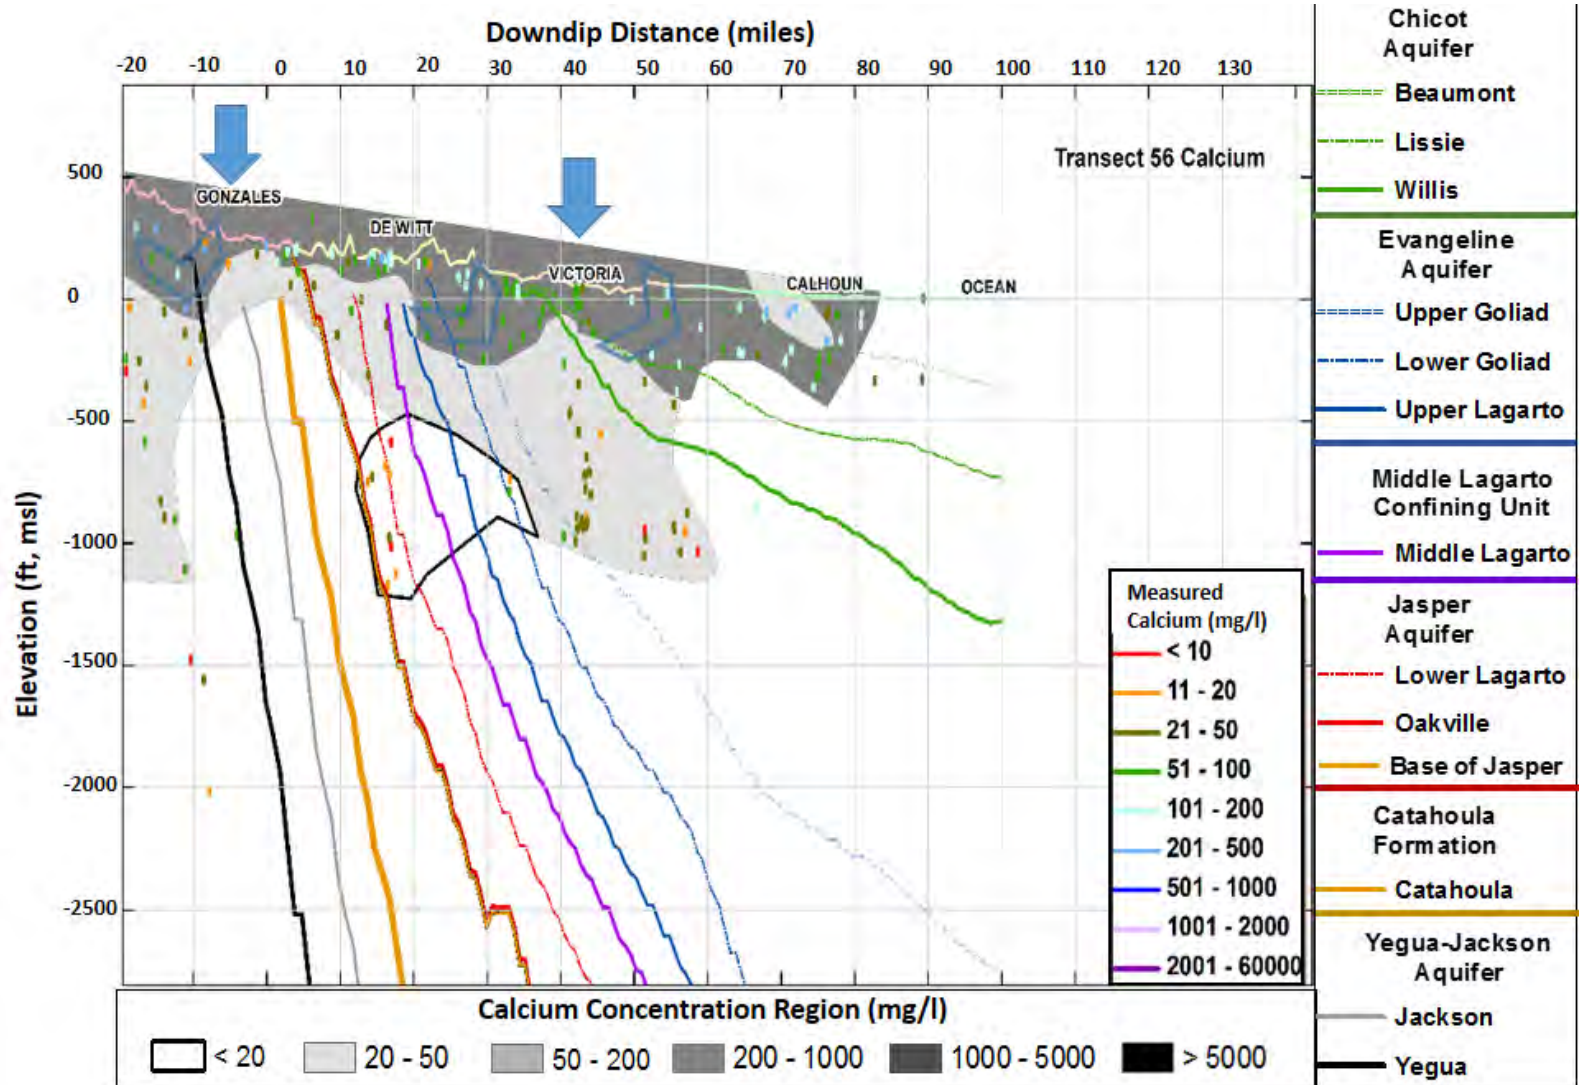 Downdip Distance (miles)
-20 -10 0 10 20 30 40 50 60 70 80 90 100 110 120 130
Transect 56 Calcium
Elevation (ft, msl)
500
0
-500
-1000
-1500
-2000
-2500
GONZALES
DE WITT
VICTORIA
CALHOUN
OCEAN
Measured
Calcium (mg/l)
< 10
11 - 20
21 - 50
51 - 100
101 - 200
201 - 500
501 - 1000
1001 - 2000
2001 - 60000
Calcium Concentration Region (mg/l)
< 20 20 - 50 50 - 200 200 - 1000 1000 - 5000 > 5000
Chicot
Aquifer
Beaumont
Lissie
Willis
Evangeline
Aquifer
Upper Goliad
Lower Goliad
Upper Lagarto
Middle Lagarto
Confining Unit
Middle Lagarto
Jasper
Aquifer
Lower Lagarto
Oakville
Base of Jasper
Catahoula
Formation
Catahoula
Yegua-Jackson
Aquifer
Jackson
Yegua